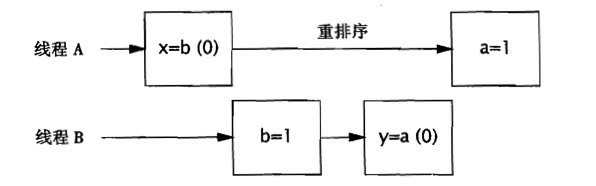 重排序
线程 A x=b (0) a=1
线程 B b=1 y=a (0)